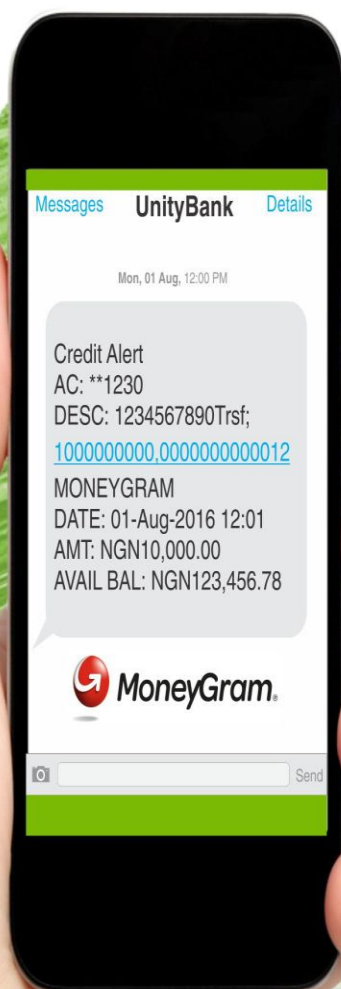 Messages UnityBank Details
Mon, 01 Aug, 12:00 PM
Credit Alert
AC: **1230
DESC: 1234567890Trsf;
1000000000,0000000000012
MONEYGRAM
DATE: 01-Aug-2016 12:01
AMT: NGN10,000.00
AVAIL BAL: NGN123,456.78
MoneyGram.
Send